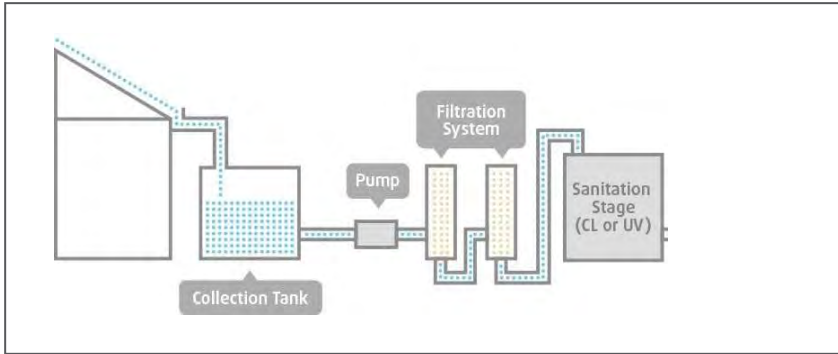 Filtration
System
Pump
Sanitation
Stage
(CL or UV)
Collection Tank